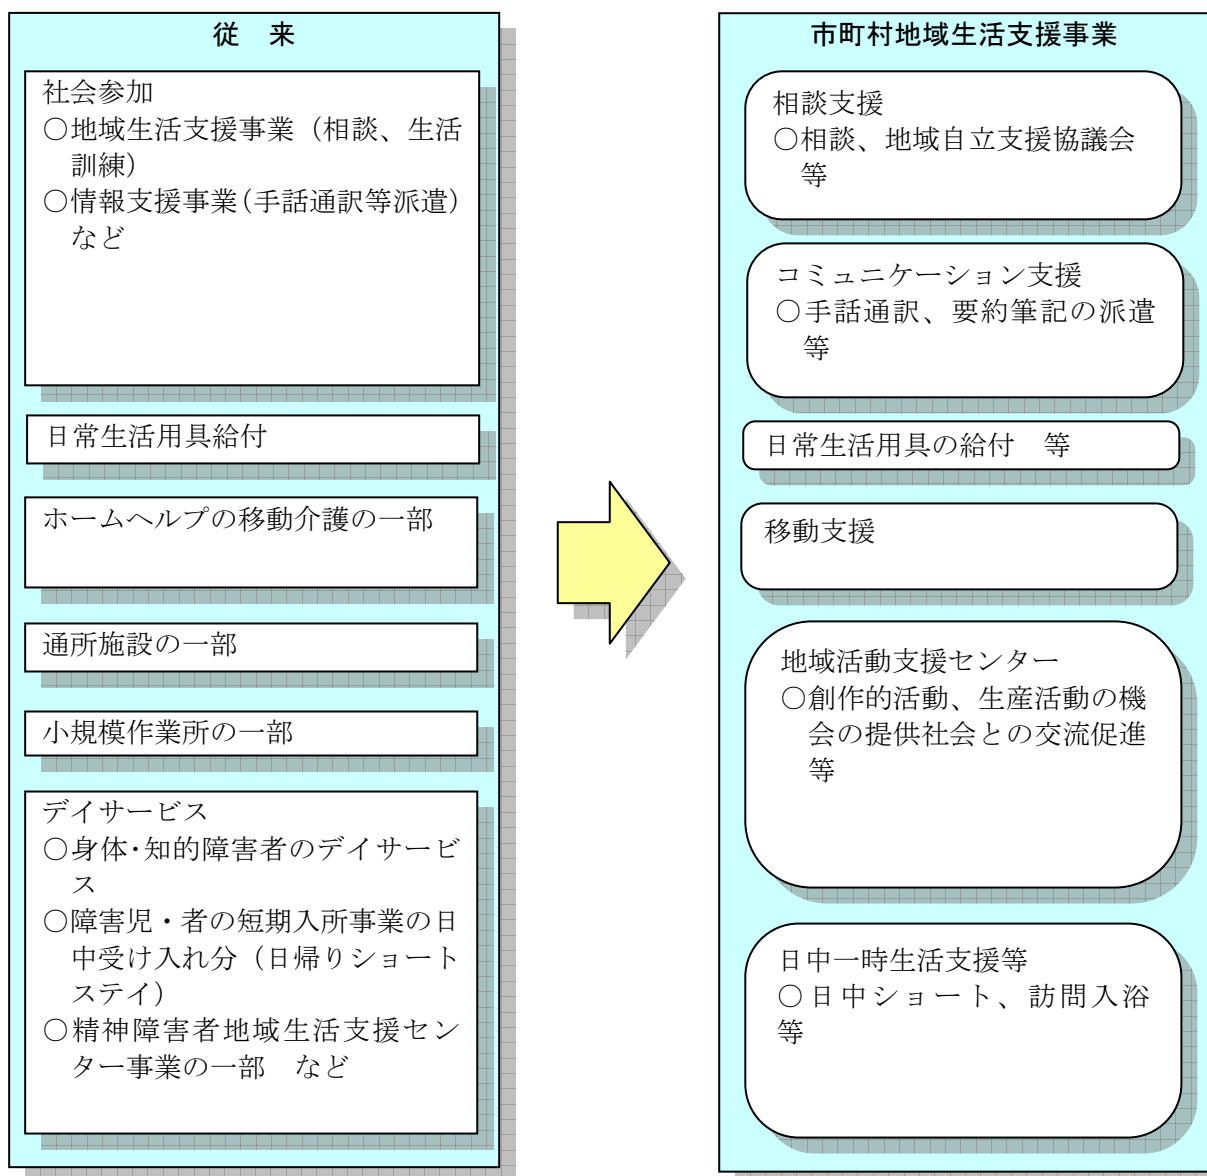 従　来
社会参加
○地域生活支援事業（相談、生活
訓練）
○情報支援事業（手話通訳等派遣）
など
日常生活用具給付
ホームヘルプの移動介護の一部
通所施設の一部
小規模作業所の一部
デイサービス
○身体・知的障害者のデイサービ
ス
○障害児・者の短期入所事業の日
中受け入れ分（日帰りショート
ステイ）
○精神障害者地域生活支援セン
ター事業の一部　など
市町村地域生活支援事業
相談支援
○相談、地域自立支援協議会
等
コミュニケーション支援
○手話通訳、要約筆記の派遣
等
日常生活用具の給付　等
移動支援
地域活動支援センター
○創作的活動、生産活動の機
会の提供社会との交流促進
等
日中一時生活支援等
○日中ショート、訪問入浴
等